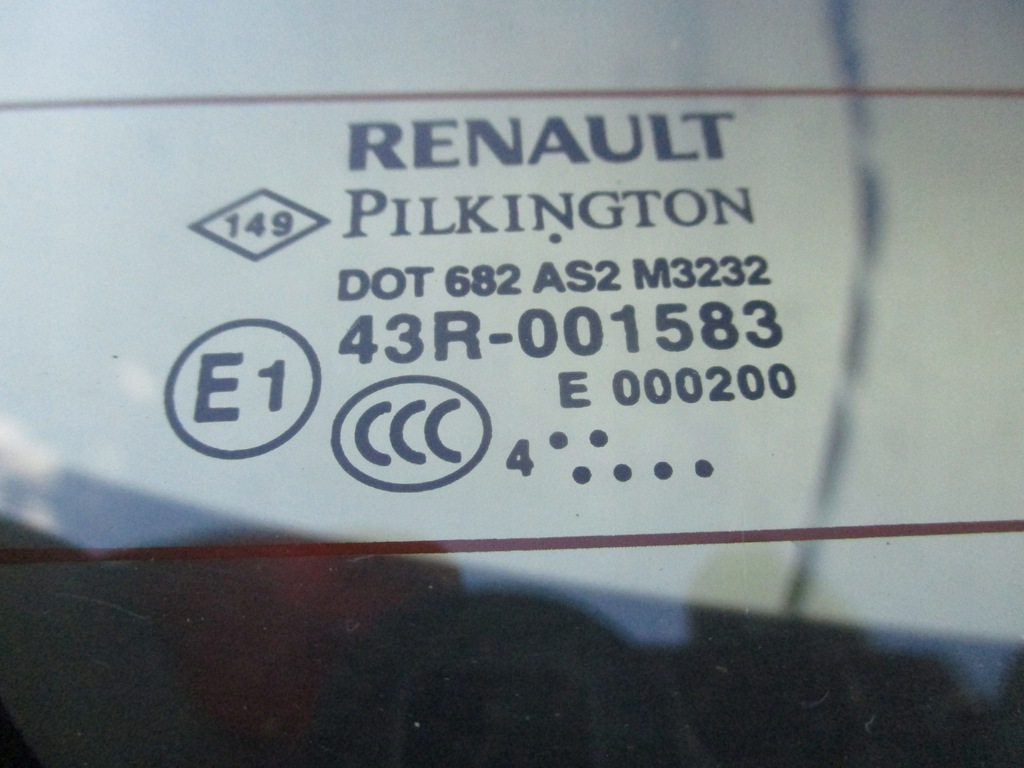 RENAULT
149 PILKINGTON
DOT 682 AS2 M3232
E1 43R-001583
E 000200
CCC 4